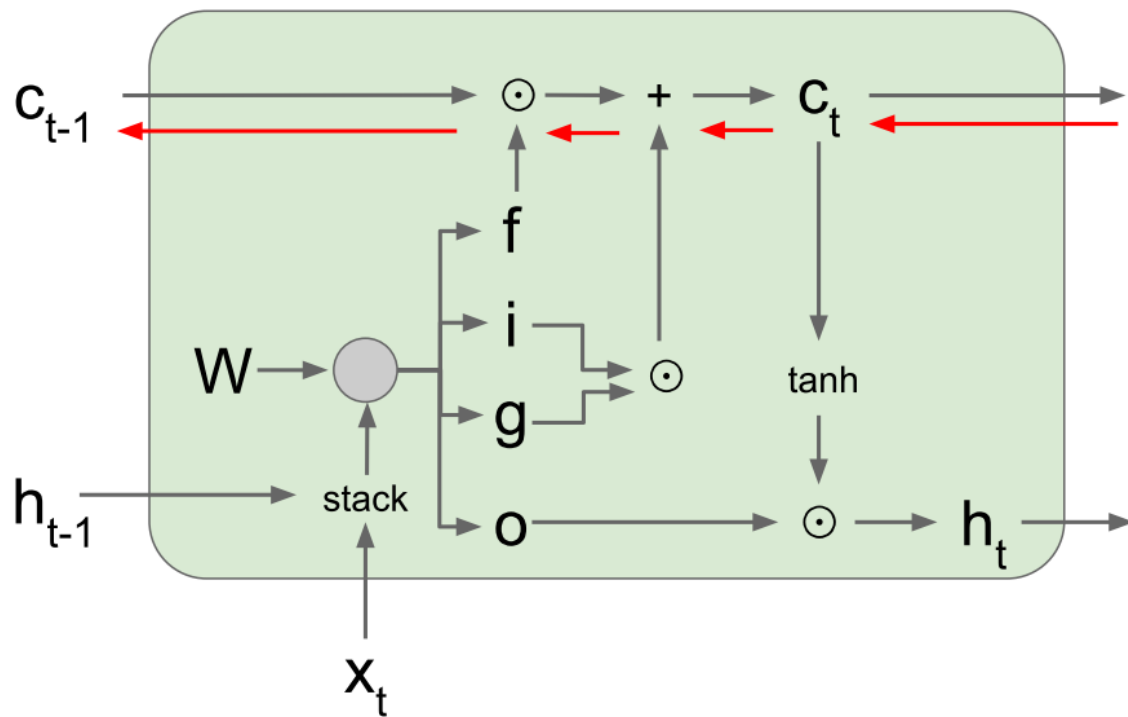 c_{t-1} ⊙ + c_t
f
i
W ⊙ tanh
g
h_{t-1} stack o ⊙ h_t
x_t